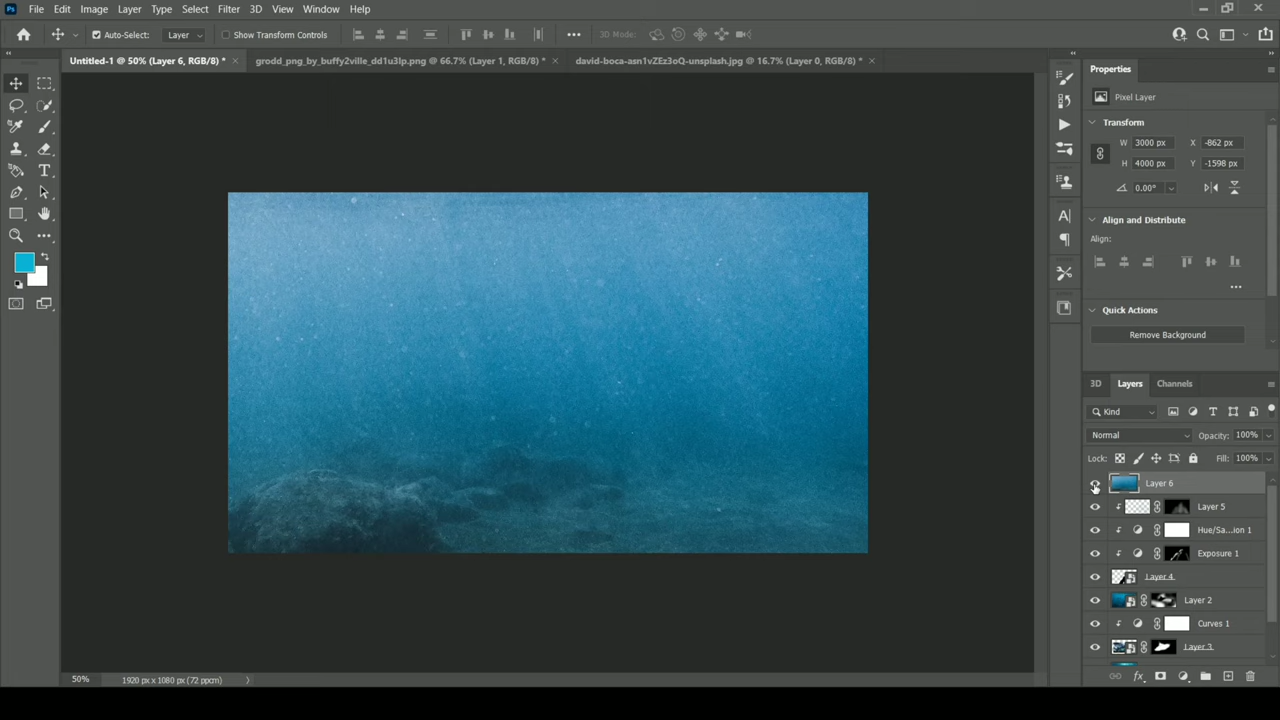 Ps File Edit Image Layer Type Select Filter 3D View Window Help
Auto-Select: Layer Show Transform Controls 3D Mode:
Untitled-1 @ 50% (Layer 6, RGB/8) * × grodd_png_by_buffy2ville_dd1u3lp.png @ 66.7% (Layer 1, RGB/8) * × david-boca-asn1vZEz3oQ-unsplash.jpg @ 16.7% (Layer 0, RGB/8) * ×
Properties
Pixel Layer
Transform
W 3000 px X -862 px
H 4000 px Y -1598 px
0.00°
Align and Distribute
Align:
Quick Actions
Remove Background
3D Layers Channels
Kind
Normal Opacity: 100%
Lock: Fill: 100%
Layer 6
Layer 5
Hue/Sa...ion 1
Exposure 1
Layer 4
Layer 2
Curves 1
Layer 3
50% 1920 px x 1080 px (72 ppcm)